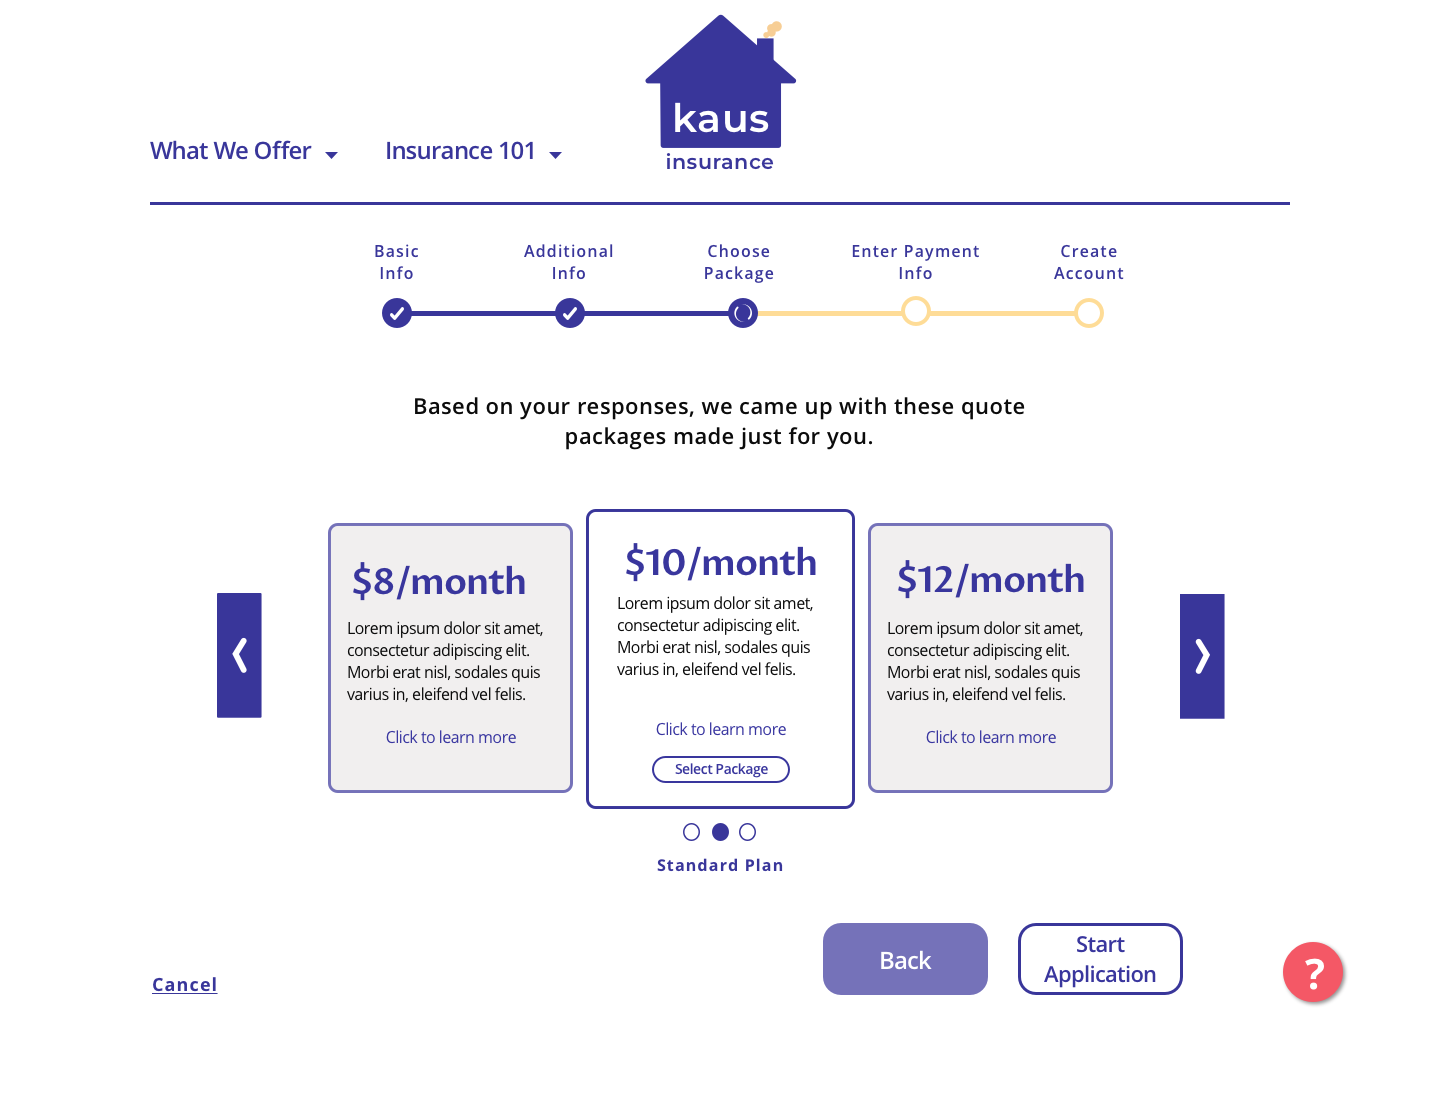 kaus
insurance
What We Offer
Insurance 101
Basic
Info
Additional
Info
Choose
Package
Enter Payment
Info
Create
Account
Based on your responses, we came up with these quote
packages made just for you.
$8/month
Lorem ipsum dolor sit amet,
consectetur adipiscing elit.
Morbi erat nisl, sodales quis
varius in, eleifend vel felis.
Click to learn more
$10/month
Lorem ipsum dolor sit amet,
consectetur adipiscing elit.
Morbi erat nisl, sodales quis
varius in, eleifend vel felis.
Click to learn more
Select Package
$12/month
Lorem ipsum dolor sit amet,
consectetur adipiscing elit.
Morbi erat nisl, sodales quis
varius in, eleifend vel felis.
Click to learn more
Standard Plan
Cancel
Back
Start
Application
?